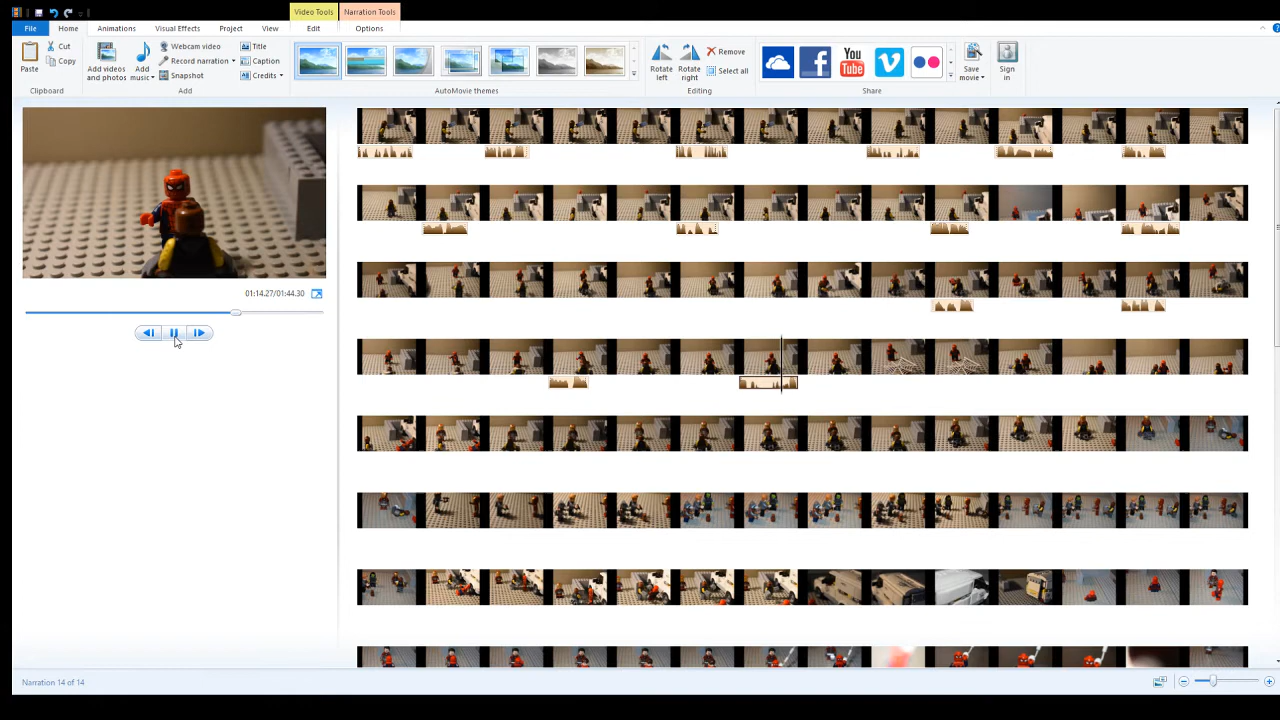 Video Tools Narration Tools
File Home Animations Visual Effects Project View Edit Options
Paste Cut Copy
Clipboard
Add videos and photos Add music
Webcam video
Record narration
Snapshot
Title
Caption
Credits
Add
AutoMovie themes
Rotate left Rotate right
Remove
Select all
Editing
You Tube
Share
Save movie Sign in
01:14.27/01:44.30
Narration 14 of 14